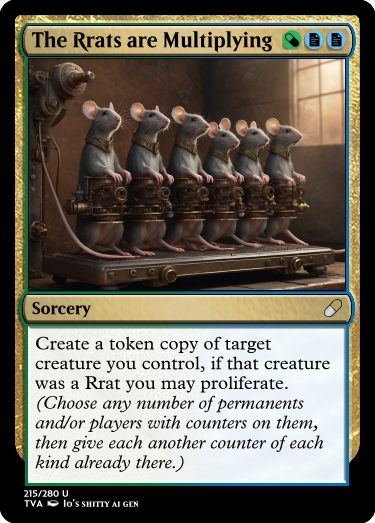 The Rrats are Multiplying
Sorcery
Create a token copy of target
creature you control, if that creature
was a Rrat you may proliferate.
(Choose any number of permanents
and/or players with counters on them,
then give each another counter of each
kind already there.)
215/280 U
TVA Io's shitty ai gen